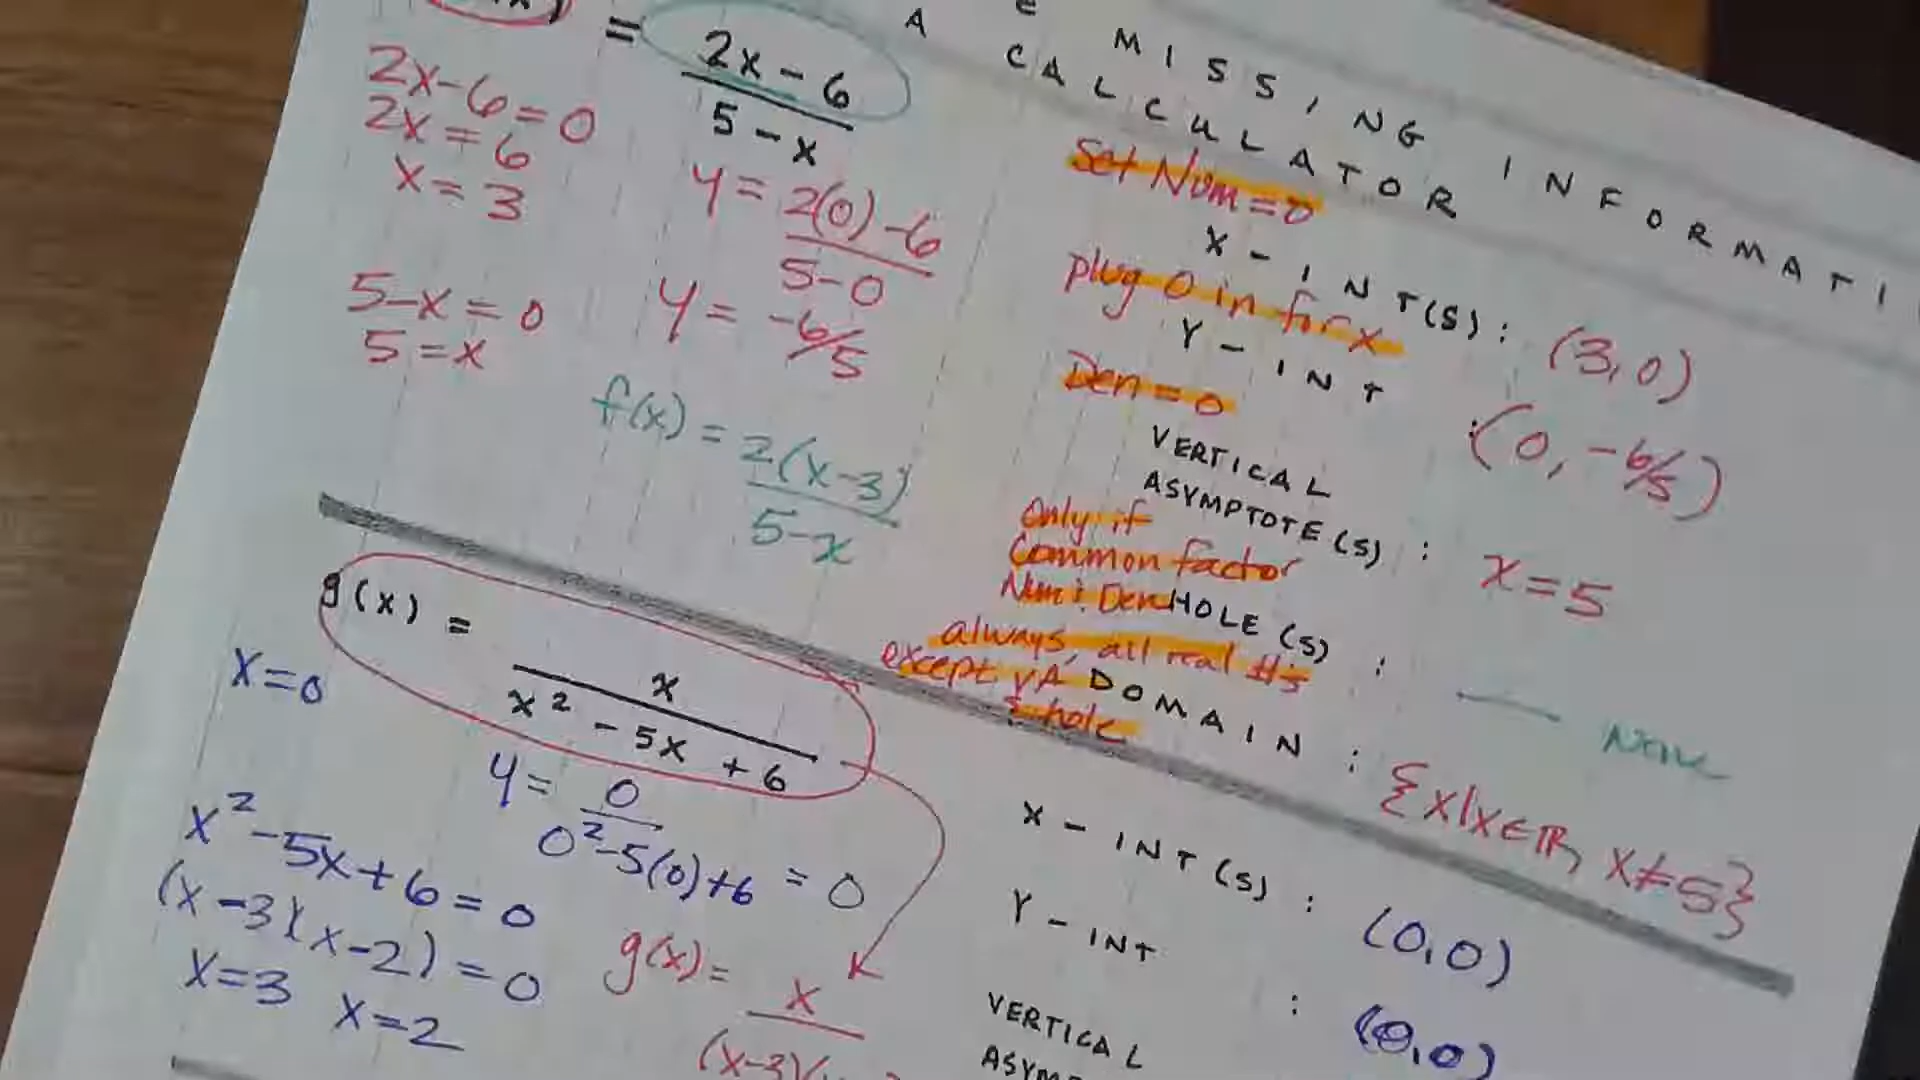 MISSING INFORMATI
A CALCULATOR
= 2x - 6
5 - x
2x-6=0
2x=6
x=3
y = 2(0)-6
5-0
y = -6/5
5-x=0
5=x
f(x) = 2(x-3)
5-x
Set Num=0
X-INT(S): (3,0)
plug 0 in for x
Y-INT : (0, -6/5)
Den=0
VERTICAL
ASYMPTOTE(S): x=5
Only if
Common factor
Num & Den
HOLE(S): None
always, all real #'s
except VA
& hole
DOMAIN: {x|x∈ℝ, x≠5}
g(x) = x
x² - 5x + 6
x=0
y = 0
0²-5(0)+6 = 0
x²-5x+6=0
(x-3)(x-2)=0
x=3 x=2
g(x) = x
(x-3)(
X-INT(S): (0,0)
Y-INT : (0,0)
VERTICAL